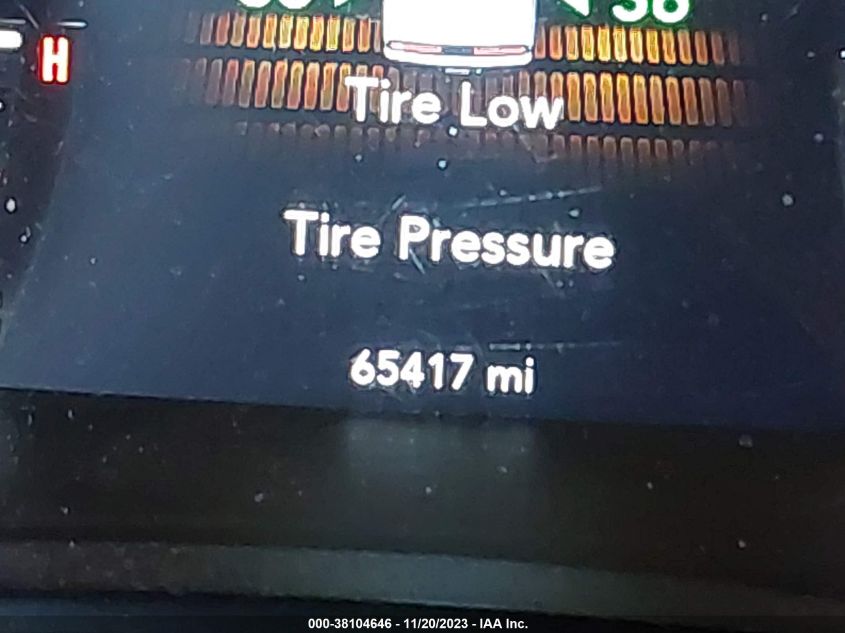 H
Tire Low
Tire Pressure
65417 mi
000-38104646 - 11/20/2023 - IAA Inc.